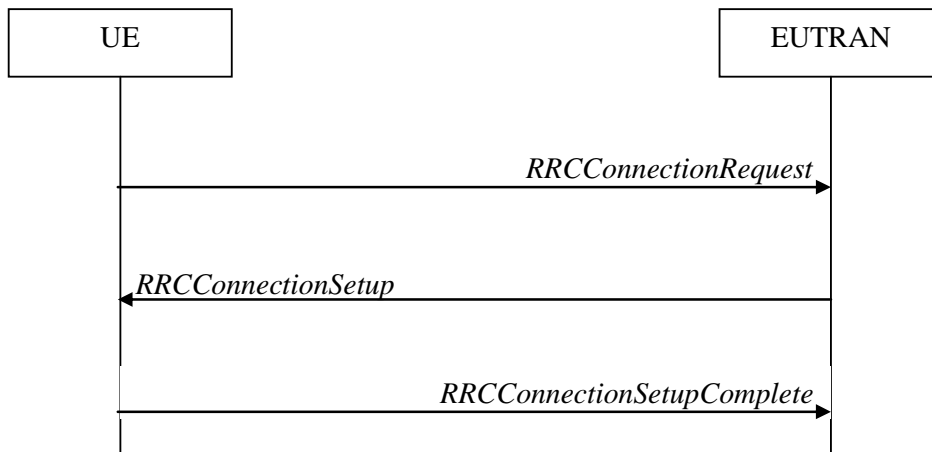 UE
EUTRAN
RRCConnectionRequest
RRCConnectionSetup
RRCConnectionSetupComplete